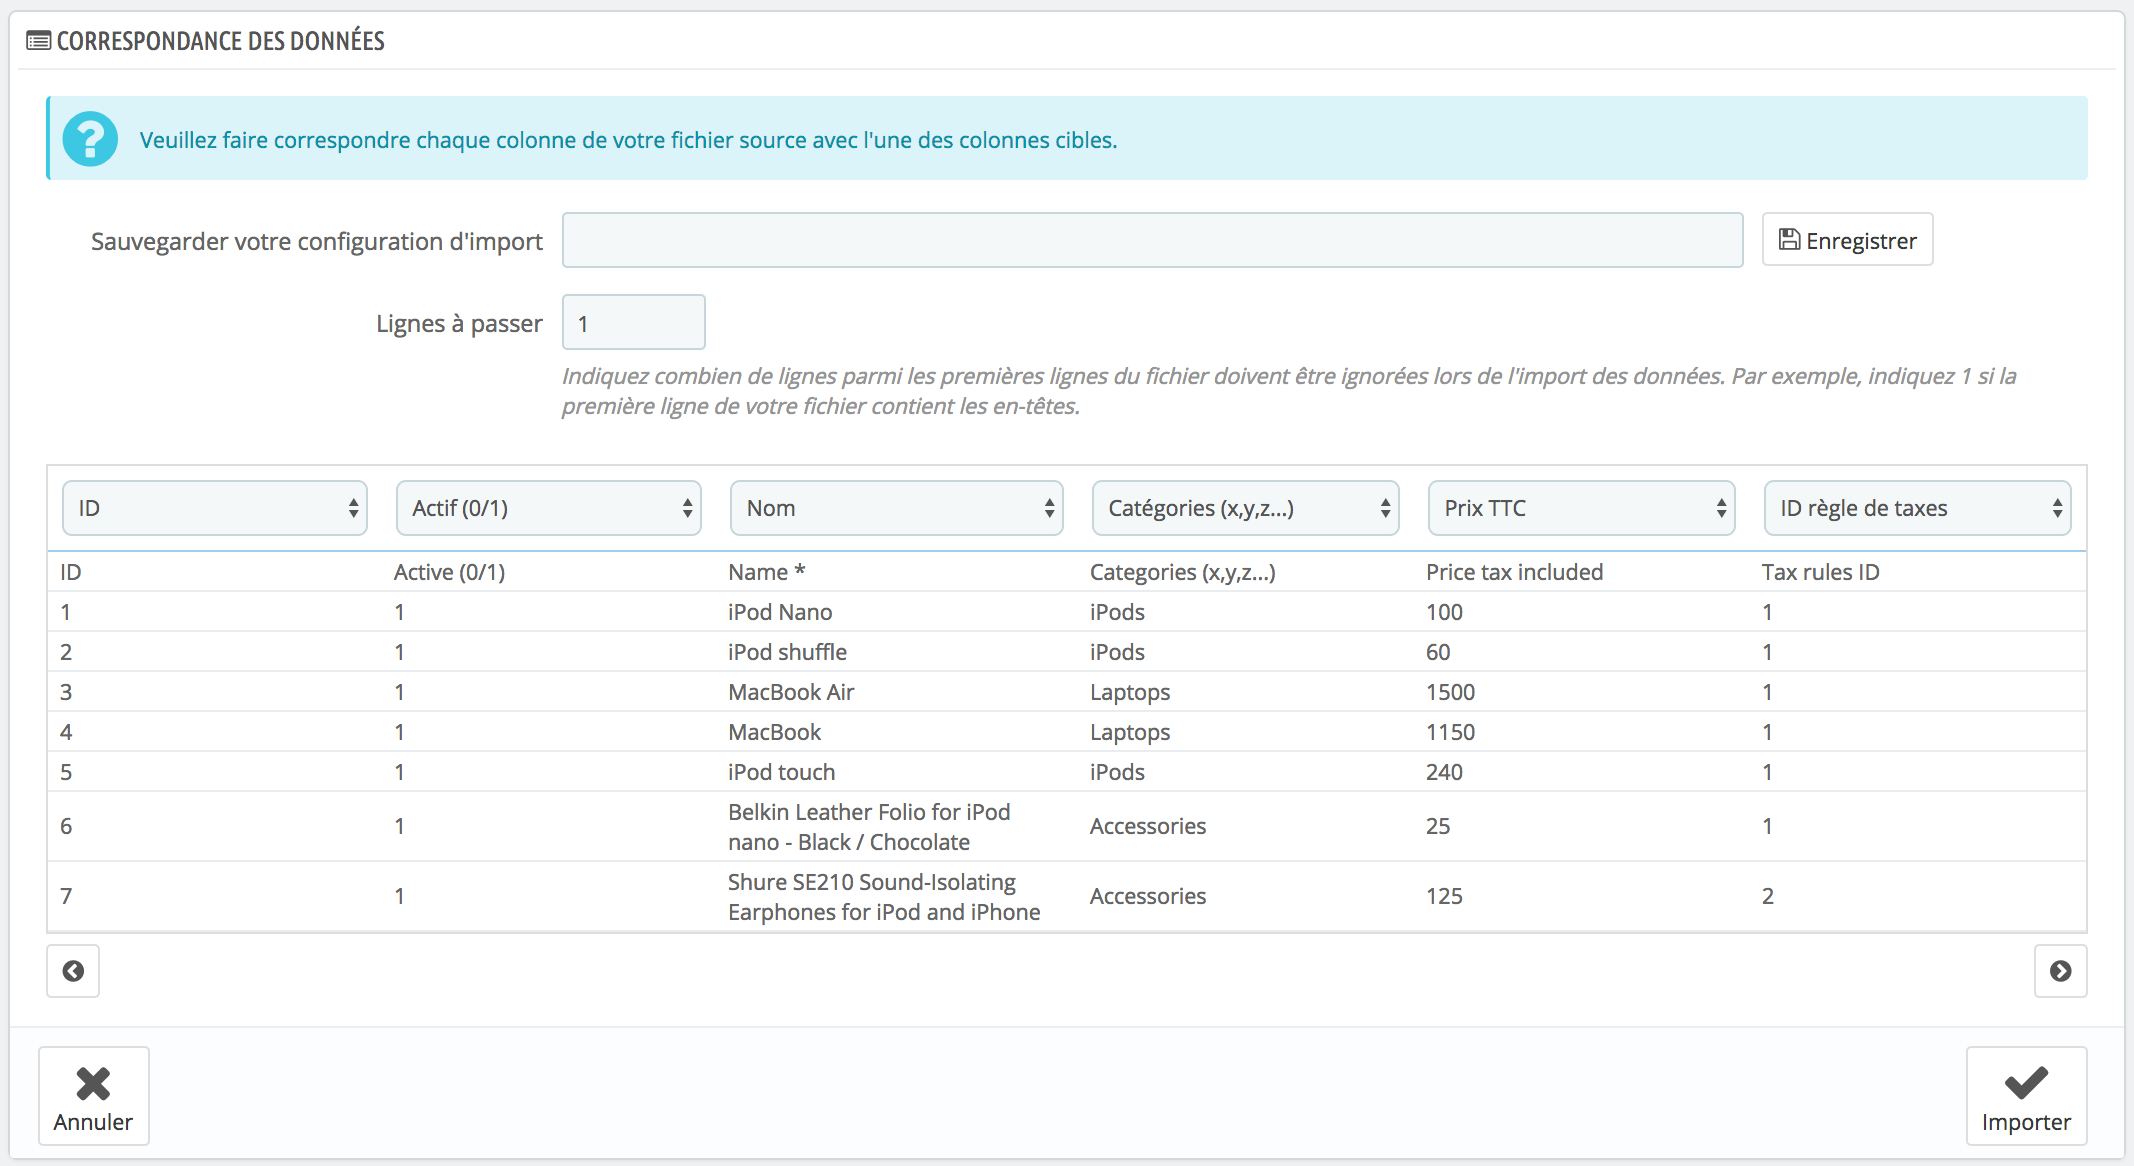 CORRESPONDANCE DES DONNÉES
Veuillez faire correspondre chaque colonne de votre fichier source avec l'une des colonnes cibles.
Sauvegarder votre configuration d'import
Enregistrer
Lignes à passer 1
Indiquez combien de lignes parmi les premières lignes du fichier doivent être ignorées lors de l'import des données. Par exemple, indiquez 1 si la
première ligne de votre fichier contient les en-têtes.
ID Actif (0/1) Nom Catégories (x,y,z...) Prix TTC ID règle de taxes
ID Active (0/1) Name * Categories (x,y,z...) Price tax included Tax rules ID
1 1 iPod Nano iPods 100 1
2 1 iPod shuffle iPods 60 1
3 1 MacBook Air Laptops 1500 1
4 1 MacBook Laptops 1150 1
5 1 iPod touch iPods 240 1
6 1 Belkin Leather Folio for iPod
nano - Black / Chocolate Accessories 25 1
7 1 Shure SE210 Sound-Isolating
Earphones for iPod and iPhone Accessories 125 2
Annuler
Importer